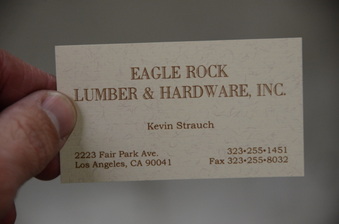 EAGLE ROCK
LUMBER & HARDWARE, INC.
Kevin Strauch
2223 Fair Park Ave. 323•255•1451
Los Angeles, CA 90041 Fax 323•255•8032